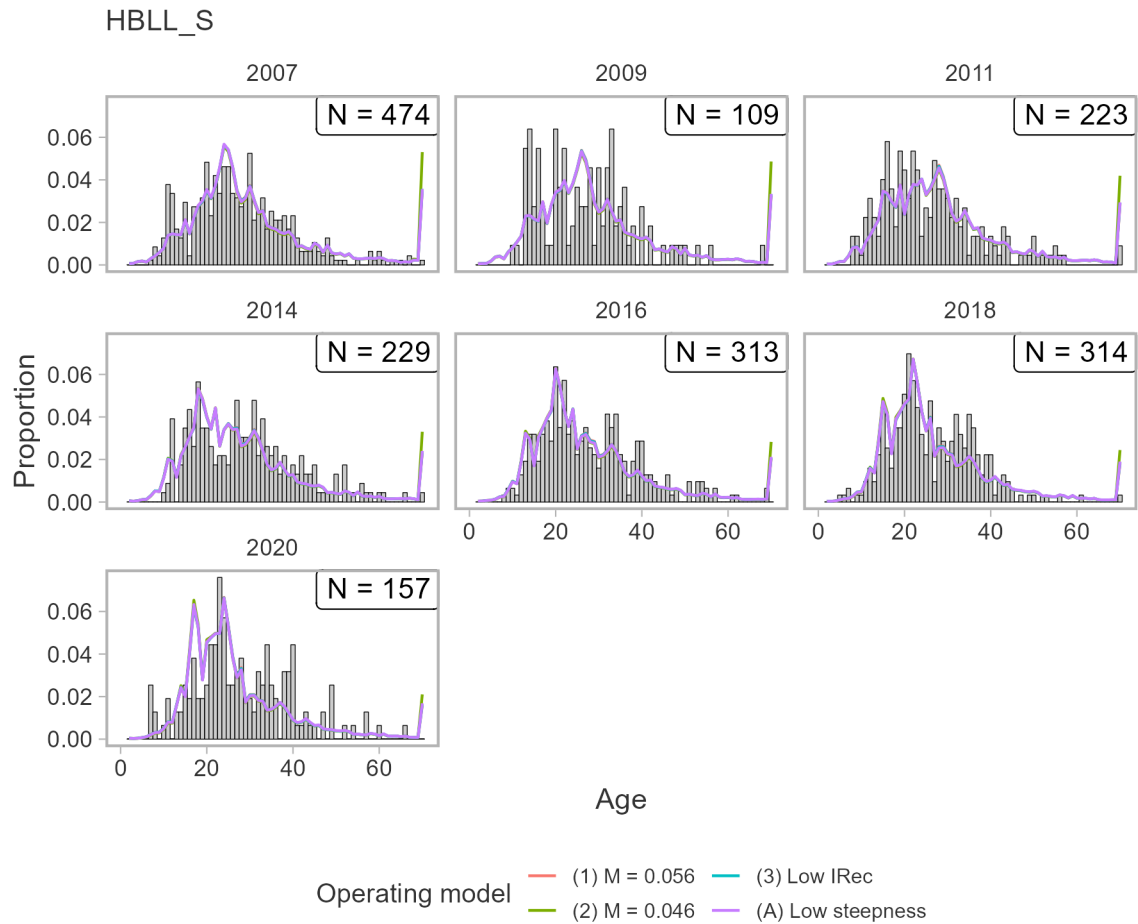 HBLL_S
2007 2009 2011
N = 474 N = 109 N = 223
0.06
0.04
0.02
0.00
2014 2016 2018
N = 229 N = 313 N = 314
0.06
0.04
0.02
0.00
0 20 40 60 0 20 40 60
2020
N = 157
0.06
0.04
0.02
0.00
0 20 40 60
Proportion
Age
Operating model
(1) M = 0.056 (3) Low IRec
(2) M = 0.046 (A) Low steepness